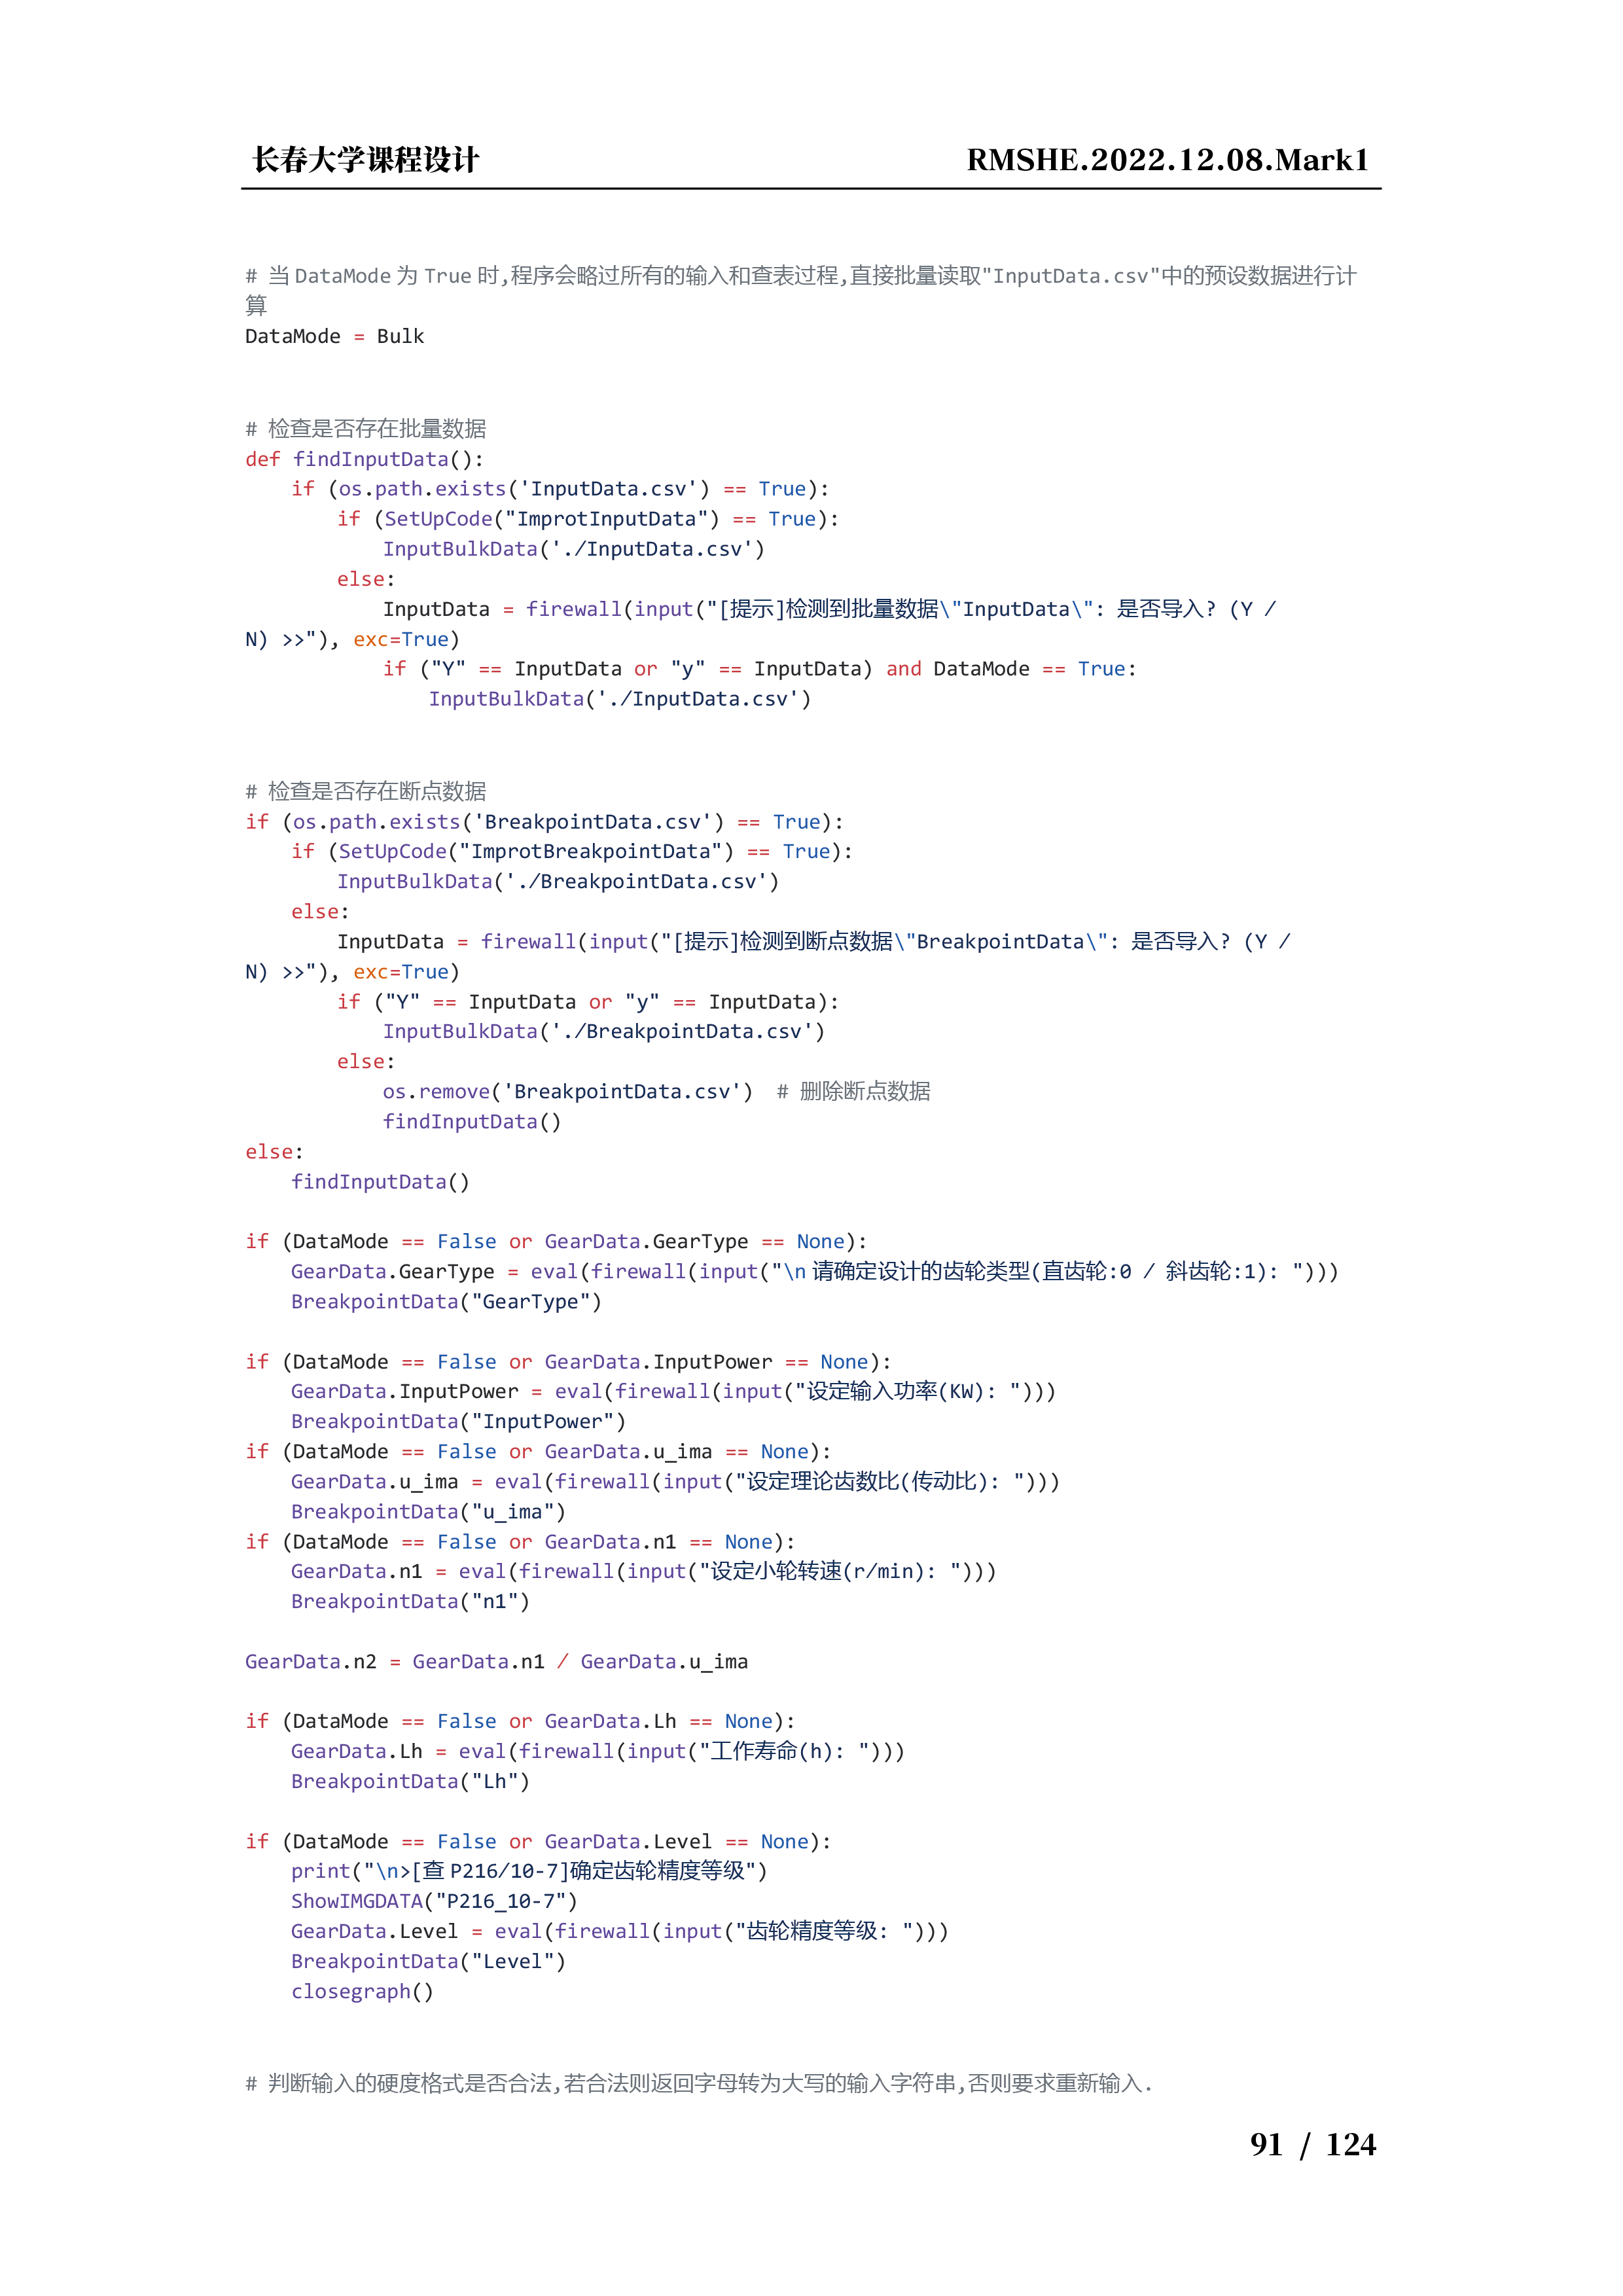 长春大学课程设计 RMSHE.2022.12.08.Mark1
# 当 DataMode 为 True 时,程序会略过所有的输入和查表过程,直接批量读取"InputData.csv"中的预设数据进行计
算
DataMode = Bulk
# 检查是否存在批量数据
def findInputData():
    if (os.path.exists('InputData.csv') == True):
        if (SetUpCode("ImprotInputData") == True):
            InputBulkData('./InputData.csv')
        else:
            InputData = firewall(input("[提示]检测到批量数据\"InputData\": 是否导入? (Y /
N) >>"), exc=True)
            if ("Y" == InputData or "y" == InputData) and DataMode == True:
                InputBulkData('./InputData.csv')
# 检查是否存在断点数据
if (os.path.exists('BreakpointData.csv') == True):
    if (SetUpCode("ImprotBreakpointData") == True):
        InputBulkData('./BreakpointData.csv')
    else:
        InputData = firewall(input("[提示]检测到断点数据\"BreakpointData\": 是否导入? (Y /
N) >>"), exc=True)
        if ("Y" == InputData or "y" == InputData):
            InputBulkData('./BreakpointData.csv')
        else:
            os.remove('BreakpointData.csv')  # 删除断点数据
            findInputData()
else:
    findInputData()
if (DataMode == False or GearData.GearType == None):
    GearData.GearType = eval(firewall(input("\n 请确定设计的齿轮类型(直齿轮:0 / 斜齿轮:1): ")))
    BreakpointData("GearType")
if (DataMode == False or GearData.InputPower == None):
    GearData.InputPower = eval(firewall(input("设定输入功率(KW): ")))
    BreakpointData("InputPower")
if (DataMode == False or GearData.u_ima == None):
    GearData.u_ima = eval(firewall(input("设定理论齿数比(传动比): ")))
    BreakpointData("u_ima")
if (DataMode == False or GearData.n1 == None):
    GearData.n1 = eval(firewall(input("设定小轮转速(r/min): ")))
    BreakpointData("n1")
GearData.n2 = GearData.n1 / GearData.u_ima
if (DataMode == False or GearData.Lh == None):
    GearData.Lh = eval(firewall(input("工作寿命(h): ")))
    BreakpointData("Lh")
if (DataMode == False or GearData.Level == None):
    print("\n>[查 P216/10-7]确定齿轮精度等级")
    ShowIMGDATA("P216_10-7")
    GearData.Level = eval(firewall(input("齿轮精度等级: ")))
    BreakpointData("Level")
    closegraph()
# 判断输入的硬度格式是否合法,若合法则返回字母转为大写的输入字符串,否则要求重新输入.
91 / 124